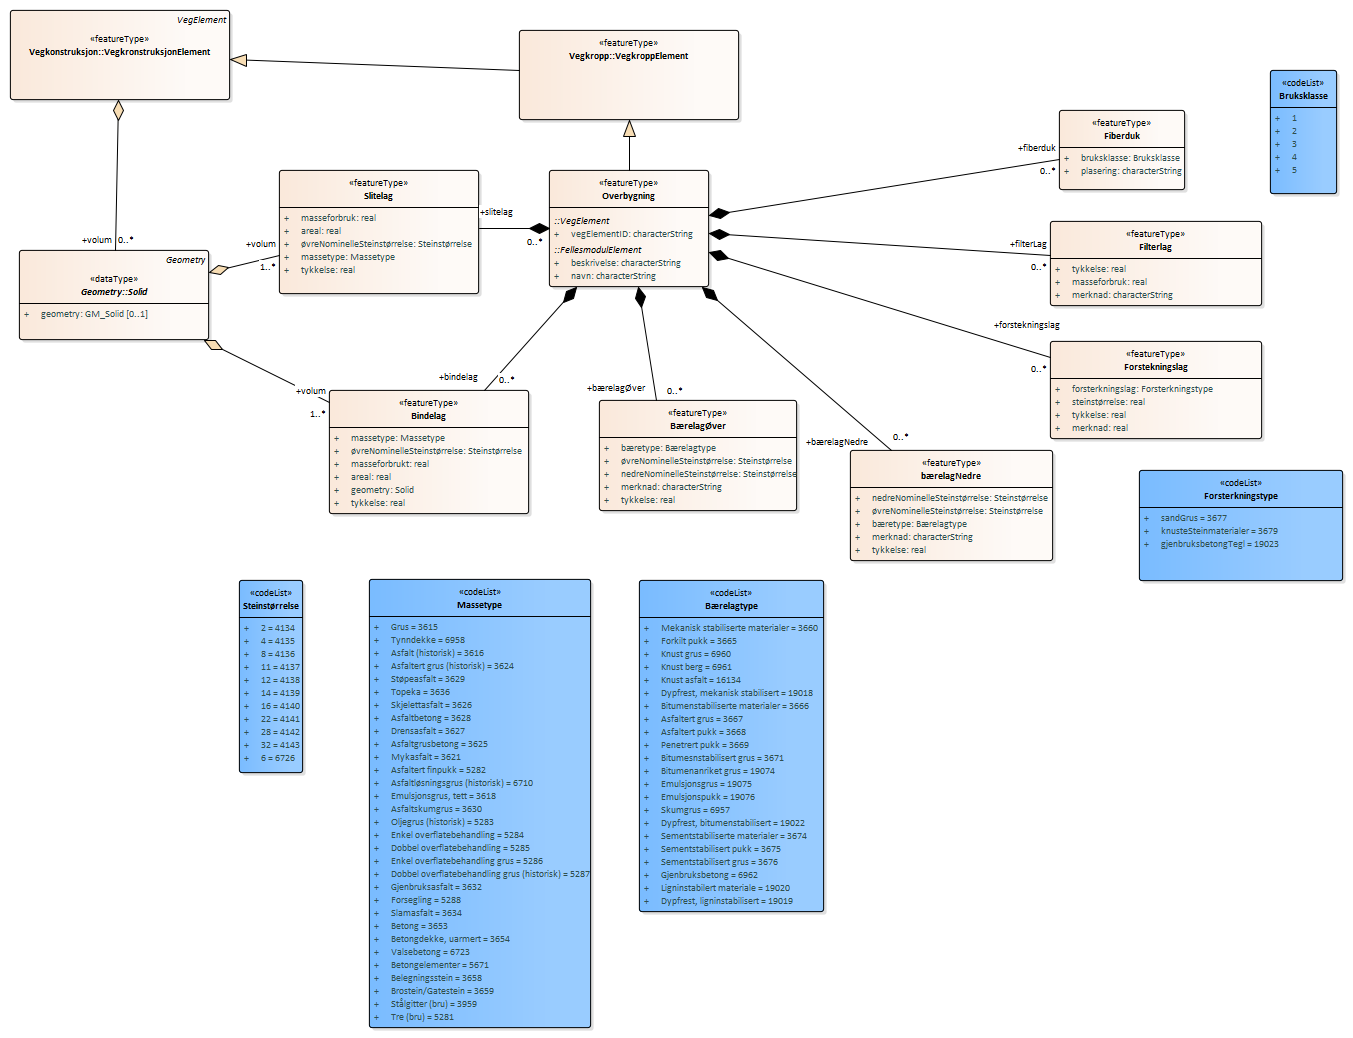 VegElement
«featureType»
Vegkonstruksjon::VegkronstruksjonElement
«featureType»
Vegkropp::VegkroppElement
«codeList»
Bruksklasse
+ 1
+ 2
+ 3
+ 4
+ 5
«featureType»
Fiberduk
+ bruksklasse: Bruksklasse
+ plasering: characterString
+fiberduk
0..*
«featureType»
Slitelag
+ masseforbruk: real
+ areal: real
+ øvreNominelleSteinstørrelse: Steinstørrelse
+ massetype: Massetype
+ tykkelse: real
+slitelag
0..*
«featureType»
Overbygning
::VegElement
+ vegElementID: characterString
::FellesmodulElement
+ beskrivelse: characterString
+ navn: characterString
+volum 0..*
+volum
1..*
Geometry
«dataType»
Geometry::Solid
+ geometry: GM_Solid [0..1]
+filterLag
0..*
«featureType»
Filterlag
+ tykkelse: real
+ masseforbruk: real
+ merknad: characterString
+forstekningslag
0..*
«featureType»
Forstekningslag
+ forsterkningslag: Forsterkningstype
+ steinstørrelse: real
+ tykkelse: real
+ merknad: real
+volum
1..*
+bindelag
0..*
«featureType»
Bindelag
+ massetype: Massetype
+ øvreNominelleSteinstørrelse: Steinstørrelse
+ masseforbrukt: real
+ areal: real
+ geometry: Solid
+ tykkelse: real
+bærelagØver
0..*
«featureType»
BærelagØver
+ bæretype: Bærelagtype
+ øvreNominelleSteinstørrelse: Steinstørrelse
+ nedreNominelleSteinstørrelse: Steinstørrelse
+ merknad: characterString
+ tykkelse: real
+bærelagNedre
0..*
«featureType»
bærelagNedre
+ nedreNominelleSteinstørrelse: Steinstørrelse
+ øvreNominelleSteinstørrelse: Steinstørrelse
+ bæretype: Bærelagtype
+ merknad: characterString
+ tykkelse: real
«codeList»
Forsterkningstype
+ sandGrus = 3677
+ knusteSteinmaterialer = 3679
+ gjenbruksbetongTegl = 19023
«codeList»
Steinstørrelse
+ 2 = 4134
+ 4 = 4135
+ 8 = 4136
+ 11 = 4137
+ 12 = 4138
+ 14 = 4139
+ 16 = 4140
+ 22 = 4141
+ 28 = 4142
+ 32 = 4143
+ 6 = 6726
«codeList»
Massetype
+ Grus = 3615
+ Tynndekke = 6958
+ Asfalt (historisk) = 3616
+ Asfaltert grus (historisk) = 3624
+ Støpeasfalt = 3629
+ Topeka = 3636
+ Skjelettasfalt = 3626
+ Asfaltbetong = 3628
+ Drensasfalt = 3627
+ Asfaltgrusbetong = 3625
+ Mykasfalt = 3621
+ Asfaltert finpukk = 5282
+ Asfaltløsningsgrus (historisk) = 6710
+ Emulsjonsgrus, tett = 3618
+ Asfaltskumgrus = 3630
+ Oljegrus (historisk) = 5283
+ Enkel overflatebehandling = 5284
+ Dobbel overflatebehandling = 5285
+ Enkel overflatebehandling grus = 5286
+ Dobbel overflatebehandling grus (historisk) = 5287
+ Gjenbruksasfalt = 3632
+ Forsegling = 5288
+ Slamasfalt = 3634
+ Betong = 3653
+ Betongdekke, uarmert = 3654
+ Valsebetong = 6723
+ Betongelementer = 5671
+ Belegningsstein = 3658
+ Brostein/Gatestein = 3659
+ Stålgitter (bru) = 3959
+ Tre (bru) = 5281
«codeList»
Bærelagtype
+ Mekanisk stabiliserte materialer = 3660
+ Forkilt pukk = 3665
+ Knust grus = 6960
+ Knust berg = 6961
+ Knust asfalt = 16134
+ Dypfrest, mekanisk stabilisert = 19018
+ Bitumenstabiliserte materialer = 3666
+ Asfaltert grus = 3667
+ Asfaltert pukk = 3668
+ Penetrert pukk = 3669
+ Bitumesnstabilisert grus = 3671
+ Bitumenanriket grus = 19074
+ Emulsjonsgrus = 19075
+ Emulsjonspukk = 19076
+ Skumgrus = 6957
+ Dypfrest, bitumenstabilisert = 19022
+ Sementstabiliserte materialer = 3674
+ Sementstabilisert pukk = 3675
+ Sementstabilisert grus = 3676
+ Gjenbruksbetong = 6962
+ Ligninstabilert materiale = 19020
+ Dypfrest, ligninstabilisert = 19019